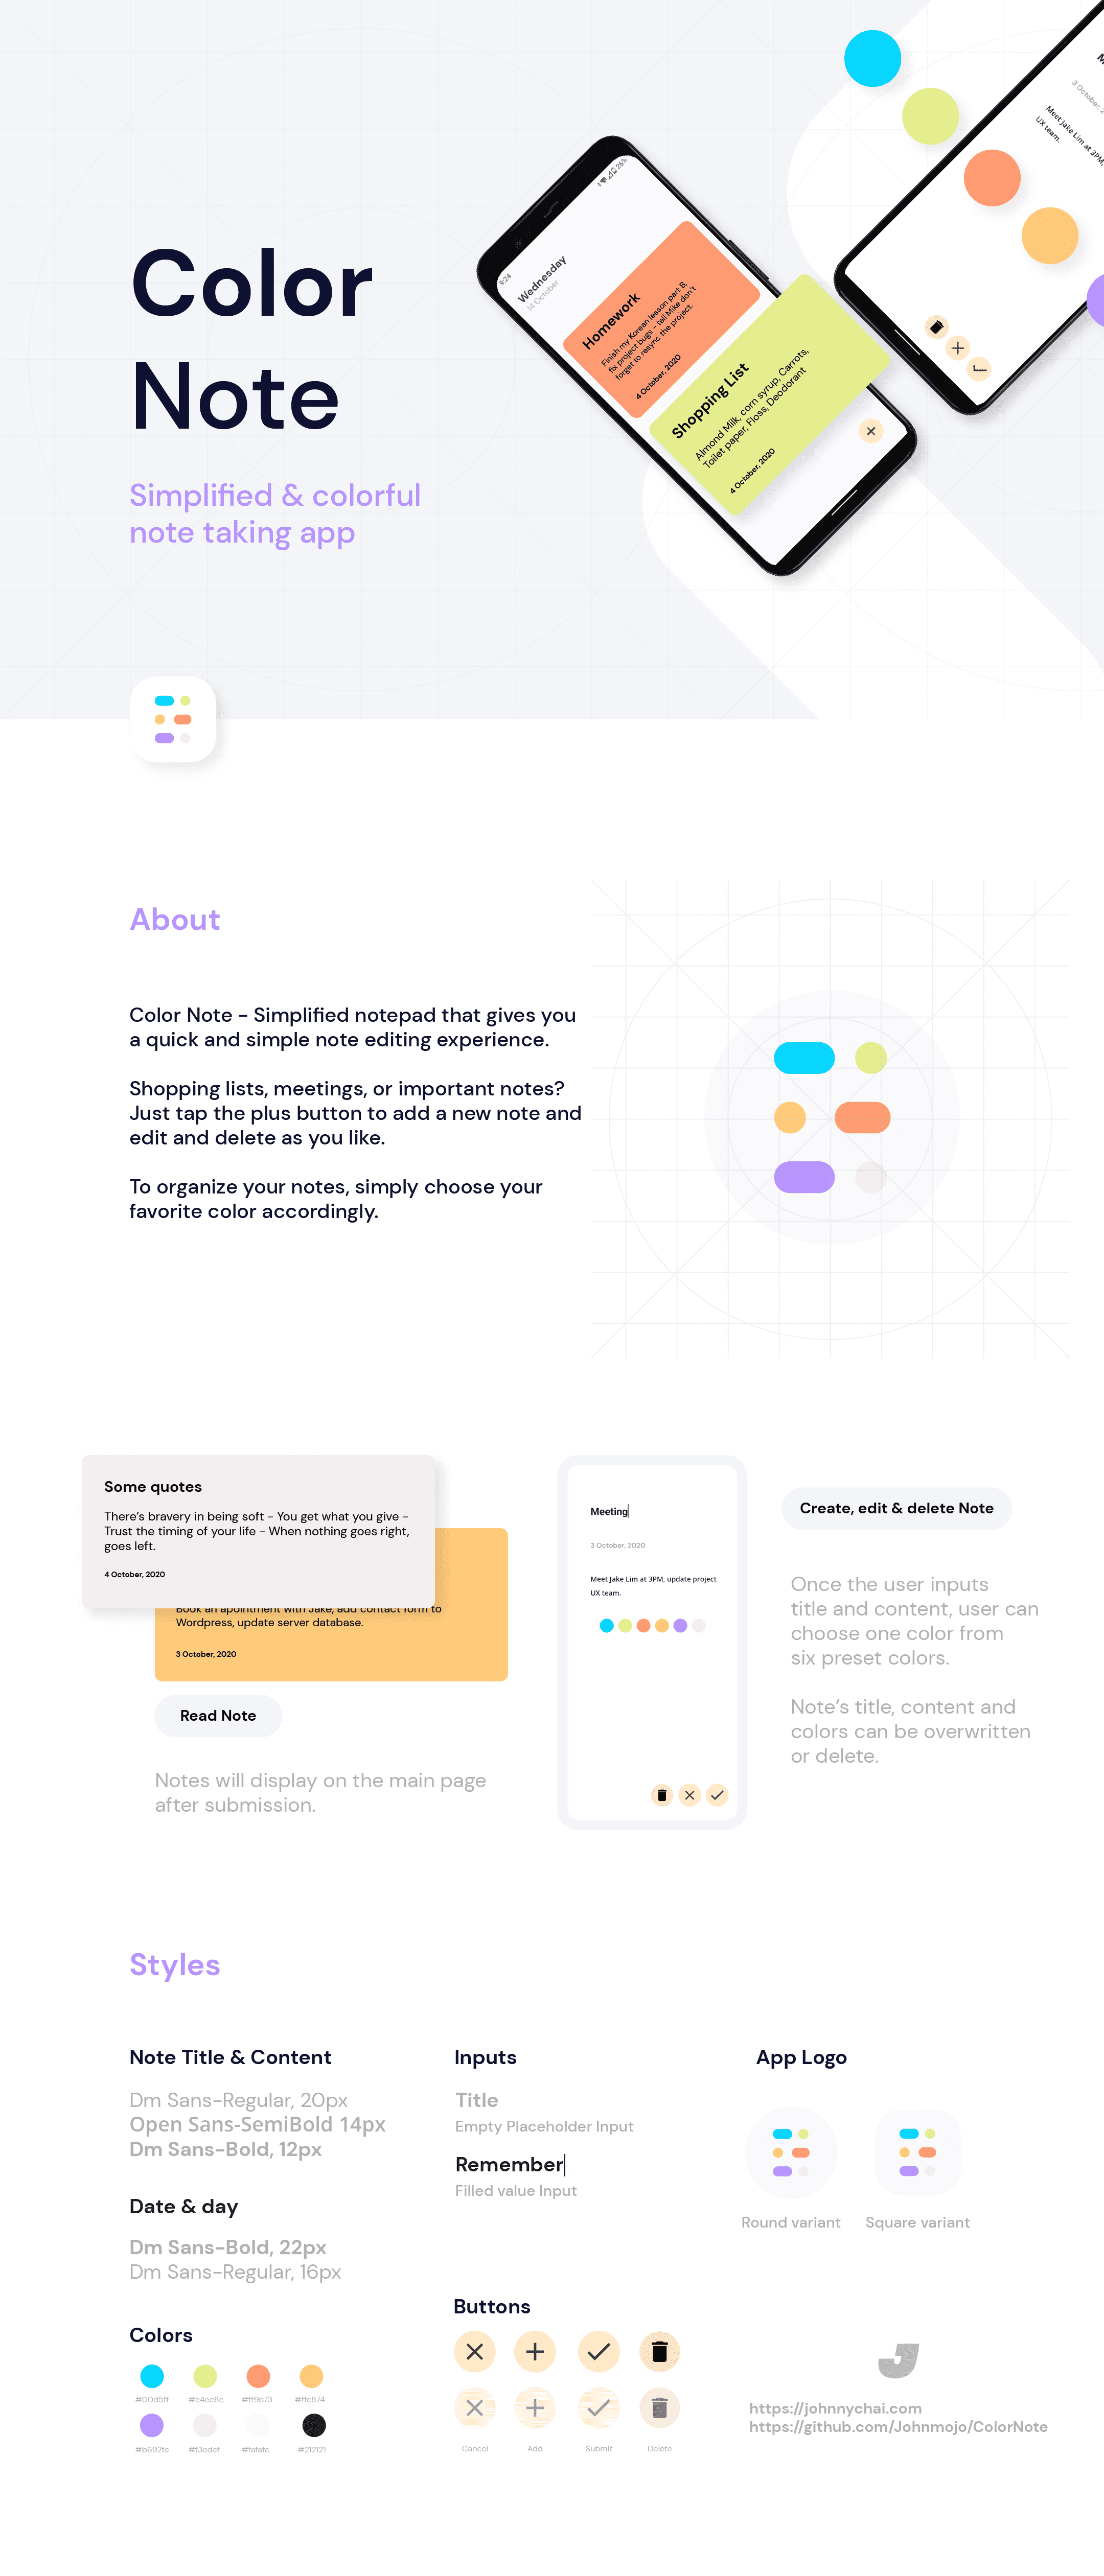 Color
Note
Simplified & colorful
note taking app
9:24
26%
Wednesday
14 October
Homework
Finish my Korean lesson part B,
fix project bugs - tell Mike don't
forget to resync the project.
4 October, 2020
Shopping List
Almond Milk, corn syrup, Carrots,
Toilet paper, Floss, Deodorant
4 October, 2020
3 October, 2
Meet Jake Lim at 3PM,
UX team.
About
Color Note - Simplified notepad that gives you
a quick and simple note editing experience.
Shopping lists, meetings, or important notes?
Just tap the plus button to add a new note and
edit and delete as you like.
To organize your notes, simply choose your
favorite color accordingly.
Some quotes
There's bravery in being soft - You get what you give -
Trust the timing of your life - When nothing goes right,
goes left.
4 October, 2020
Book an apointment with Jake, add contact form to
Wordpress, update server database.
3 October, 2020
Read Note
Notes will display on the main page
after submission.
Meeting
3 October, 2020
Meet Jake Lim at 3PM, update project
UX team.
Create, edit & delete Note
Once the user inputs
title and content, user can
choose one color from
six preset colors.
Note's title, content and
colors can be overwritten
or delete.
Styles
Note Title & Content
Dm Sans-Regular, 20px
Open Sans-SemiBold 14px
Dm Sans-Bold, 12px
Date & day
Dm Sans-Bold, 22px
Dm Sans-Regular, 16px
Colors
#00d5ff #e4ee8e #ff9b73 #ffc874
#b692fe #f3edef #fafafc #212121
Inputs
Title
Empty Placeholder Input
Remember
Filled value Input
Buttons
Cancel Add Submit Delete
App Logo
Round variant Square variant
https://johnnychai.com
https://github.com/Johnmojo/ColorNote